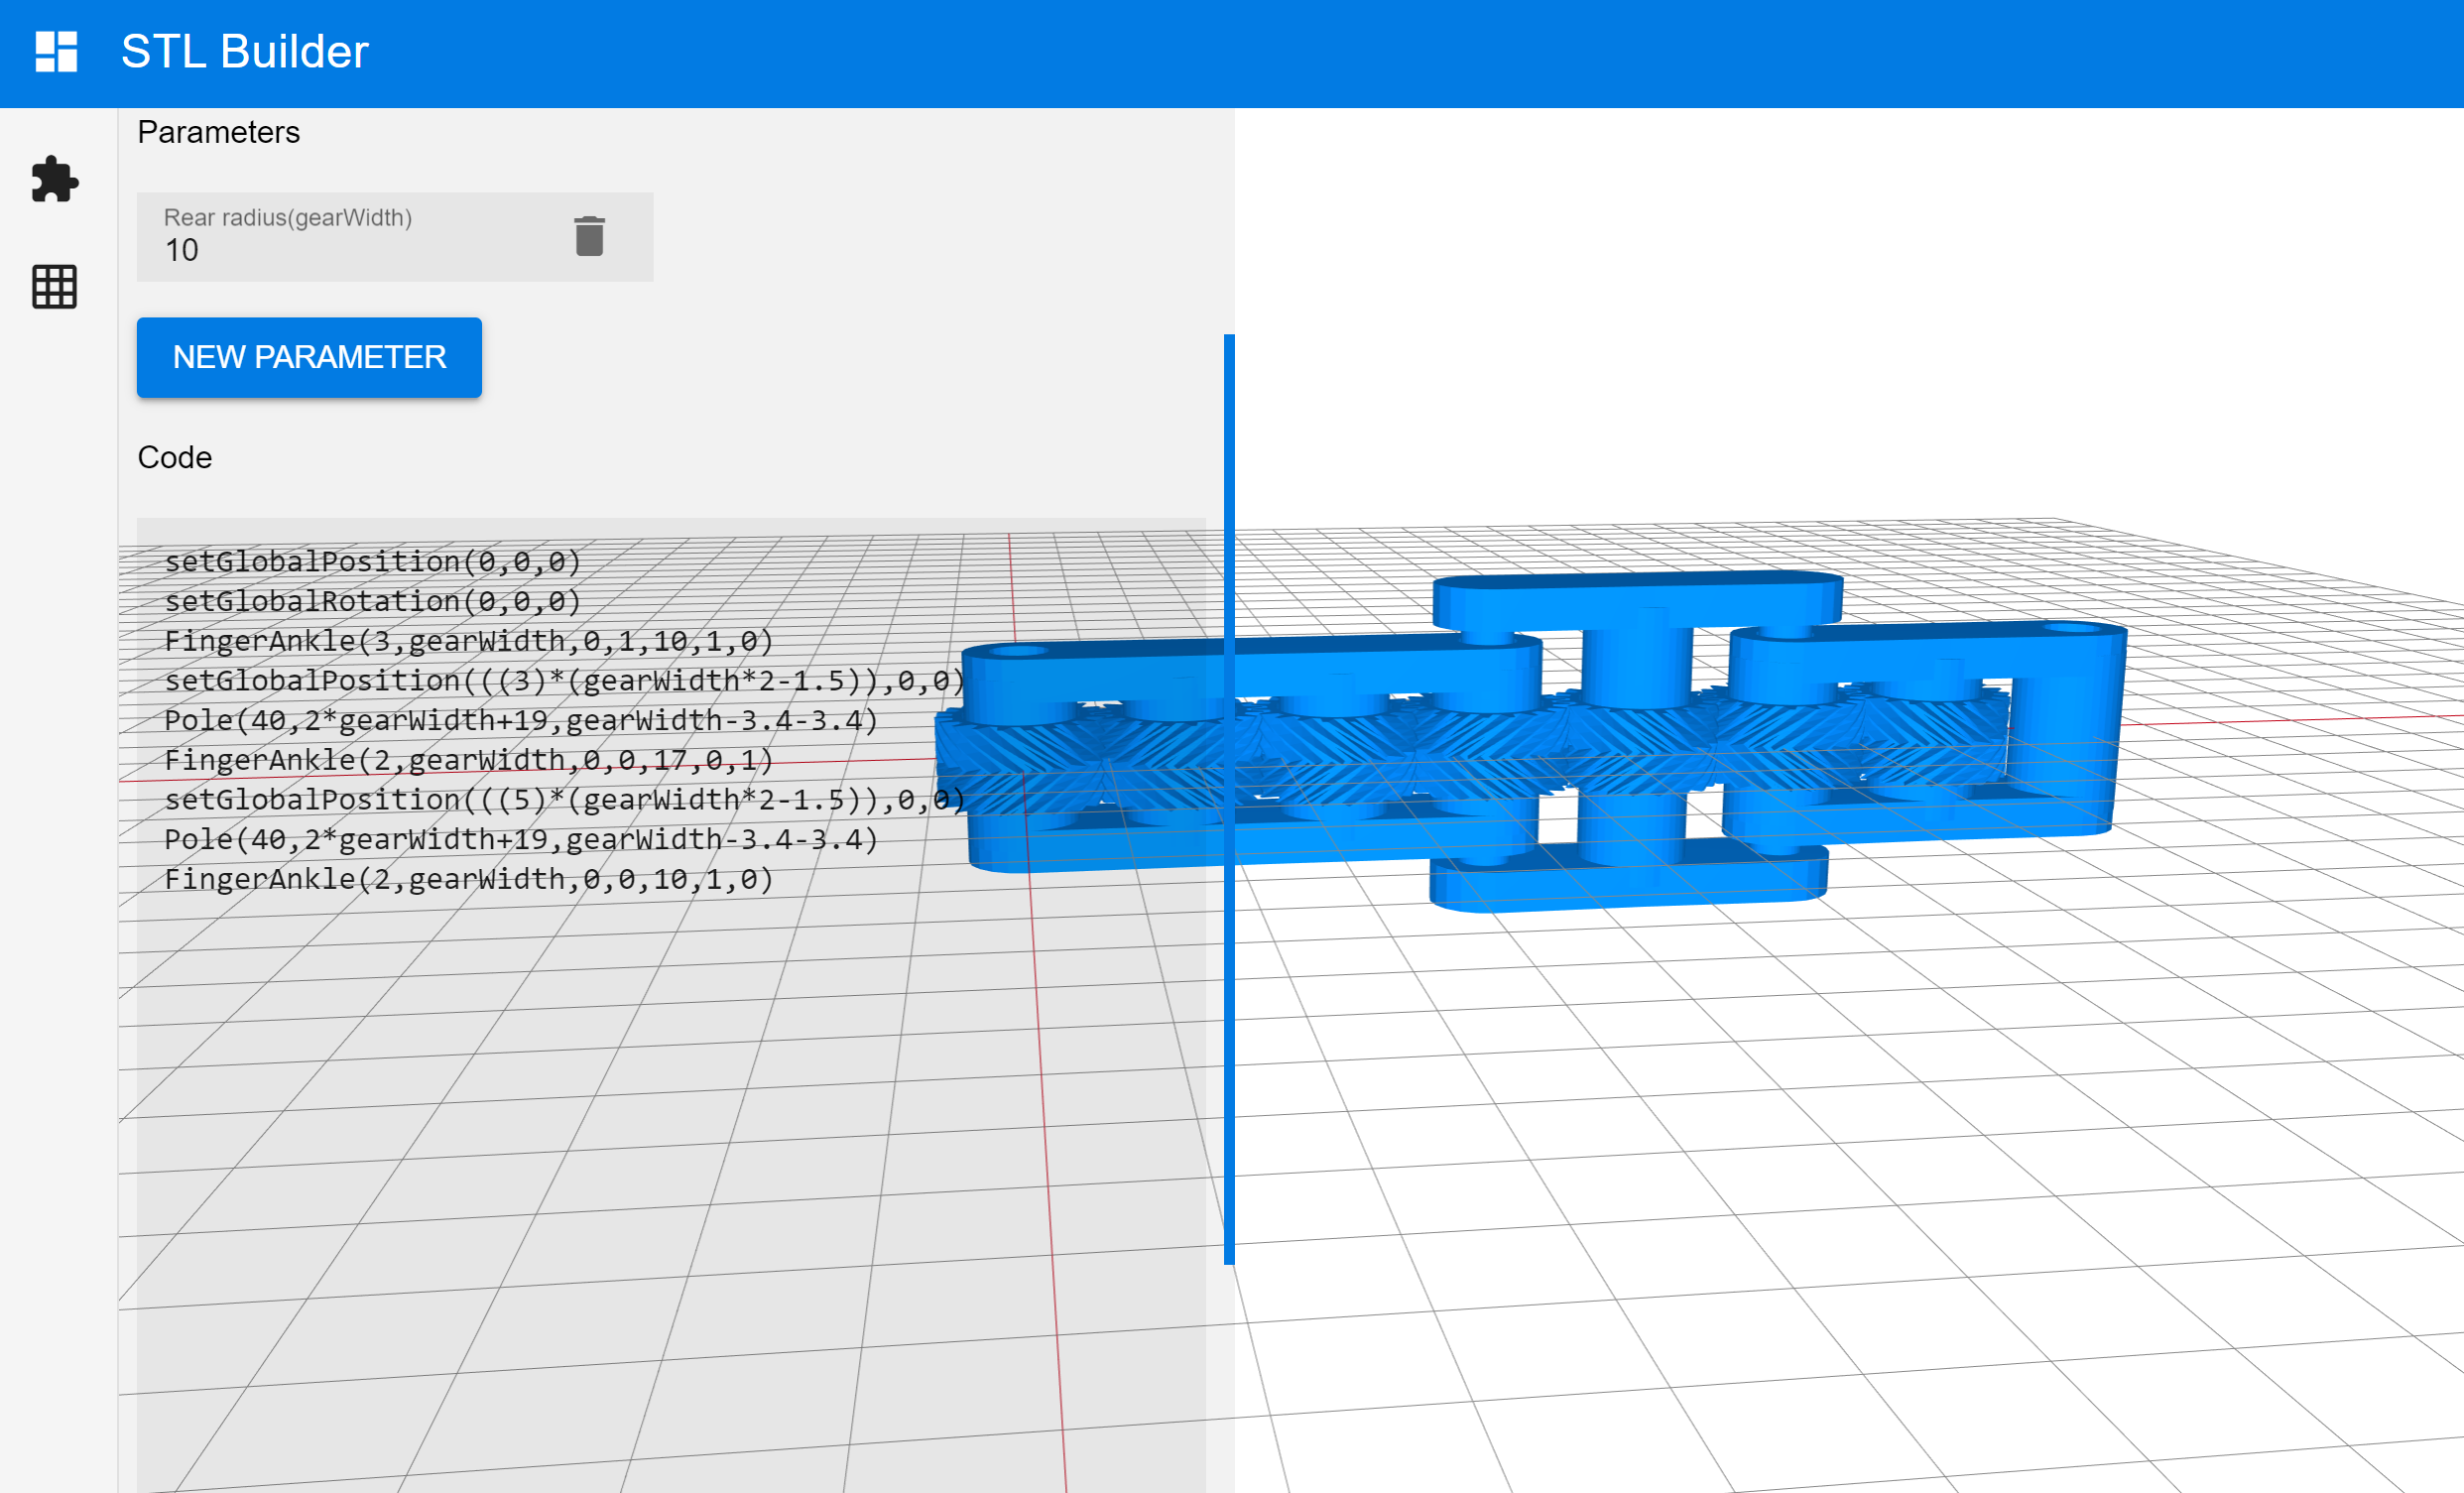 STL Builder
Parameters
Rear radius(gearWidth)
10
NEW PARAMETER
Code
setGlobalPosition(0,0,0)
setGlobalRotation(0,0,0)
FingerAnkle(3,gearWidth,0,1,10,1,0)
setGlobalPosition(((3)*(gearWidth*2-1.5)),0,0)
Pole(40,2*gearWidth+19,gearWidth-3.4-3.4)
FingerAnkle(2,gearWidth,0,0,17,0,1)
setGlobalPosition(((5)*(gearWidth*2-1.5)),0,0)
Pole(40,2*gearWidth+19,gearWidth-3.4-3.4)
FingerAnkle(2,gearWidth,0,0,10,1,0)